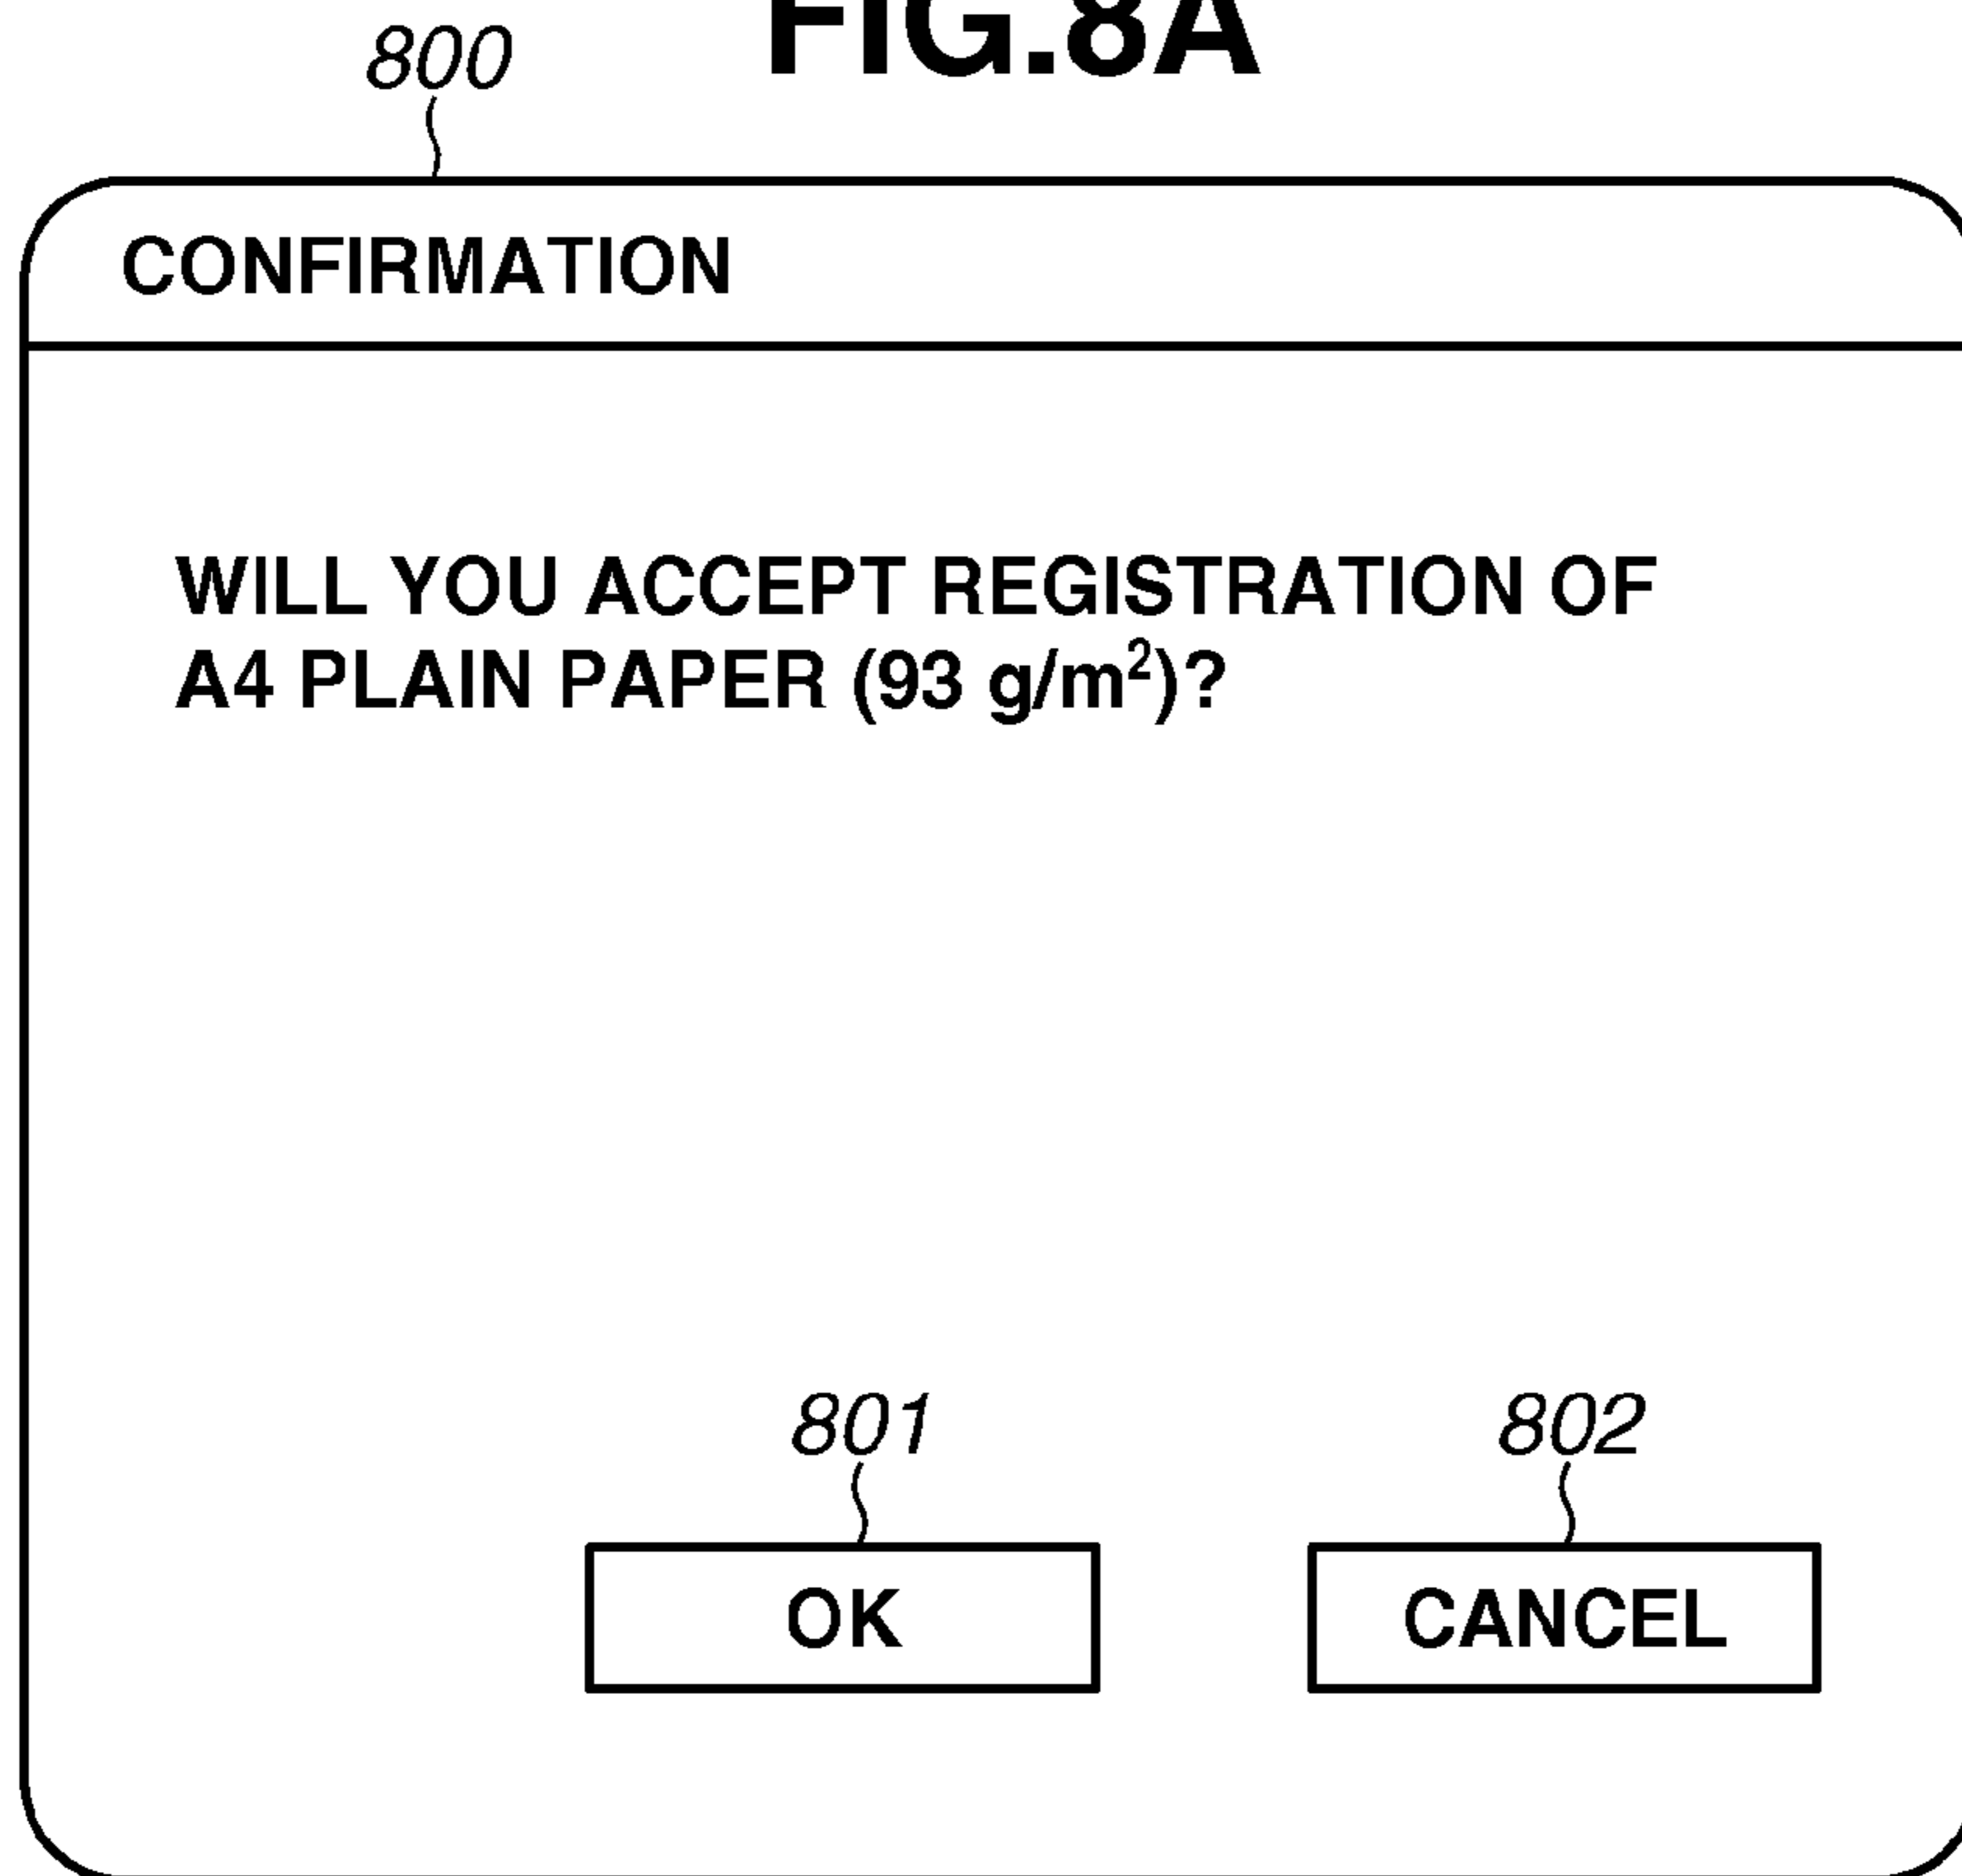 FIG.8A
800
CONFIRMATION
WILL YOU ACCEPT REGISTRATION OF
A4 PLAIN PAPER (93 g/m²)?
801
802
OK
CANCEL